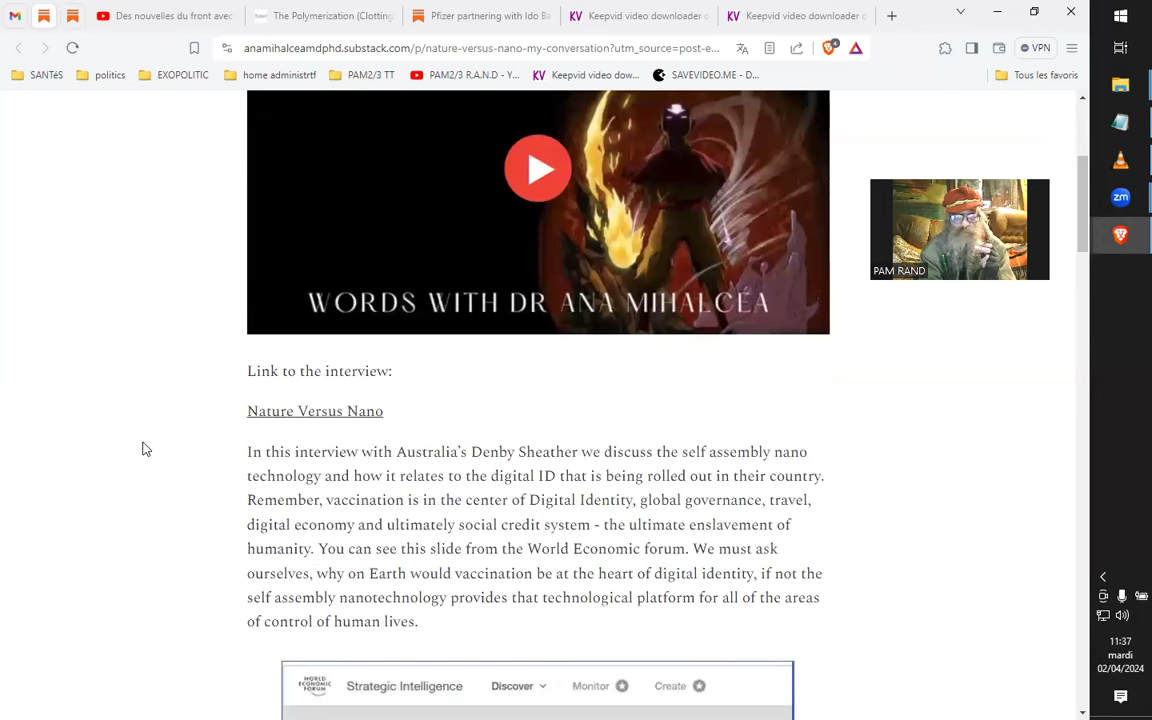 Des nouvelles du front avec
The Polymerization (Clotting
Pfizer partnering with Ido Ba
Keepvid video downloader o
Keepvid video downloader o
anamihalceamdphd.substack.com/p/nature-versus-nano-my-conversation?utm_source=post-e...
4
VPN
SANTéS
politics
EXOPOLITIC
home administrtf
PAM2/3 TT
PAM2/3 R.A.N.D - Y...
KV Keepvid video dow...
SAVEVIDEO.ME - D...
Tous les favoris
WORDS WITH DR ANA MIHALCEA
PAM RAND
zm
Link to the interview:
Nature Versus Nano
In this interview with Australia's Denby Sheather we discuss the self assembly nano
technology and how it relates to the digital ID that is being rolled out in their country.
Remember, vaccination is in the center of Digital Identity, global governance, travel,
digital economy and ultimately social credit system - the ultimate enslavement of
humanity. You can see this slide from the World Economic forum. We must ask
ourselves, why on Earth would vaccination be at the heart of digital identity, if not the
self assembly nanotechnology provides that technological platform for all of the areas
of control of human lives.
WORLD
ECONOMIC
FORUM
Strategic Intelligence
Discover
Monitor
Create
11:37
mardi
02/04/2024